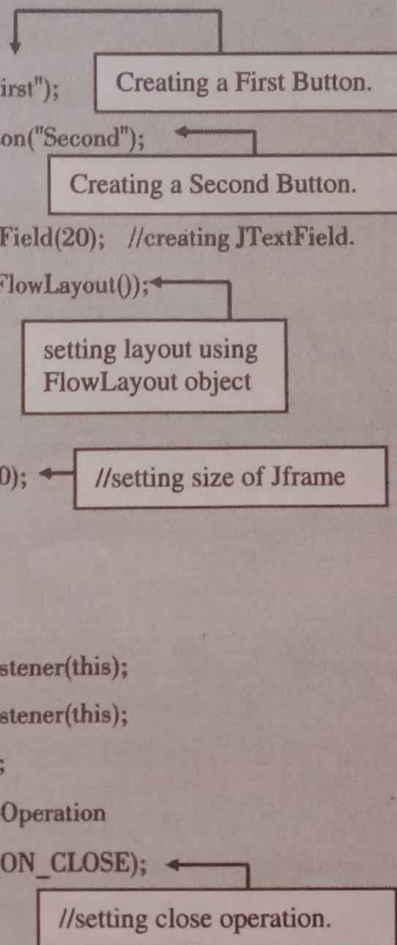 irst");
Creating a First Button.
on("Second");
Creating a Second Button.
Field(20); //creating JTextField.
FlowLayout());
setting layout using
FlowLayout object
0); //setting size of Jframe
stener(this);
stener(this);
;
Operation
ON_CLOSE);
//setting close operation.